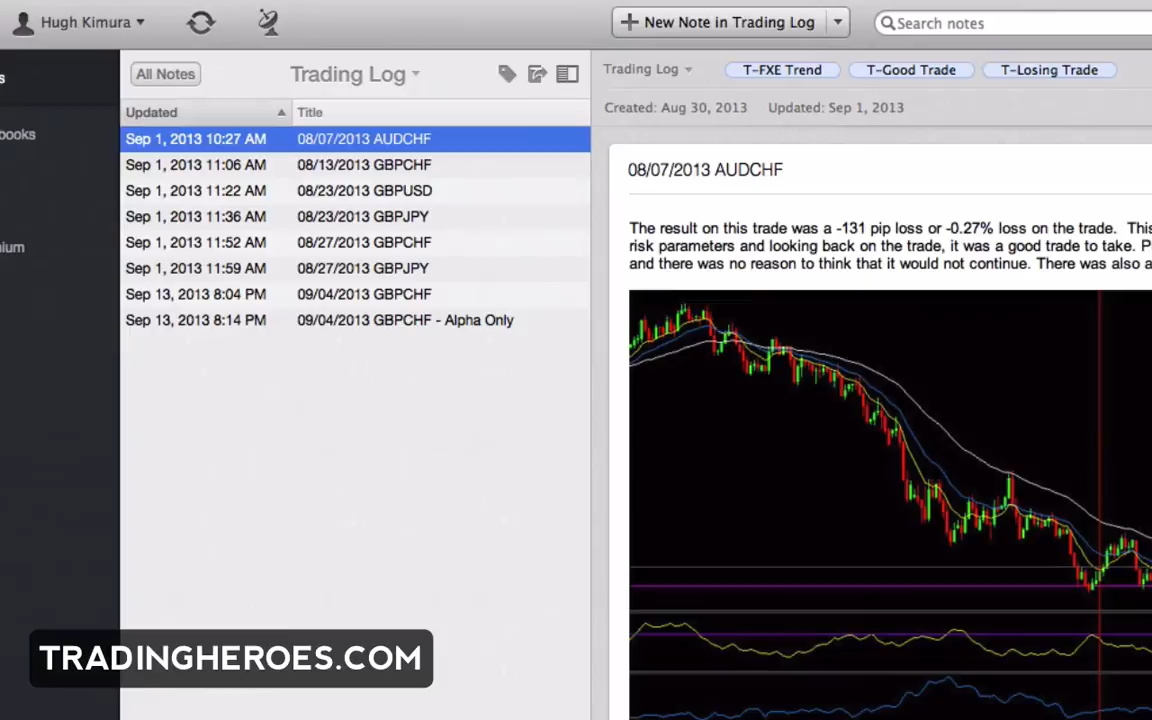 Hugh Kimura
New Note in Trading Log
Search notes
s
All Notes
Trading Log
Trading Log
T-FXE Trend
T-Good Trade
T-Losing Trade
Created: Aug 30, 2013 Updated: Sep 1, 2013
books
nium
Updated Title
Sep 1, 2013 10:27 AM 08/07/2013 AUDCHF
Sep 1, 2013 11:06 AM 08/13/2013 GBPCHF
Sep 1, 2013 11:22 AM 08/23/2013 GBPUSD
Sep 1, 2013 11:36 AM 08/23/2013 GBPJPY
Sep 1, 2013 11:52 AM 08/27/2013 GBPCHF
Sep 1, 2013 11:59 AM 08/27/2013 GBPJPY
Sep 13, 2013 8:04 PM 09/04/2013 GBPCHF
Sep 13, 2013 8:14 PM 09/04/2013 GBPCHF - Alpha Only
08/07/2013 AUDCHF
The result on this trade was a -131 pip loss or -0.27% loss on the trade. This
risk parameters and looking back on the trade, it was a good trade to take. P
and there was no reason to think that it would not continue. There was also a
TRADINGHEROES.COM